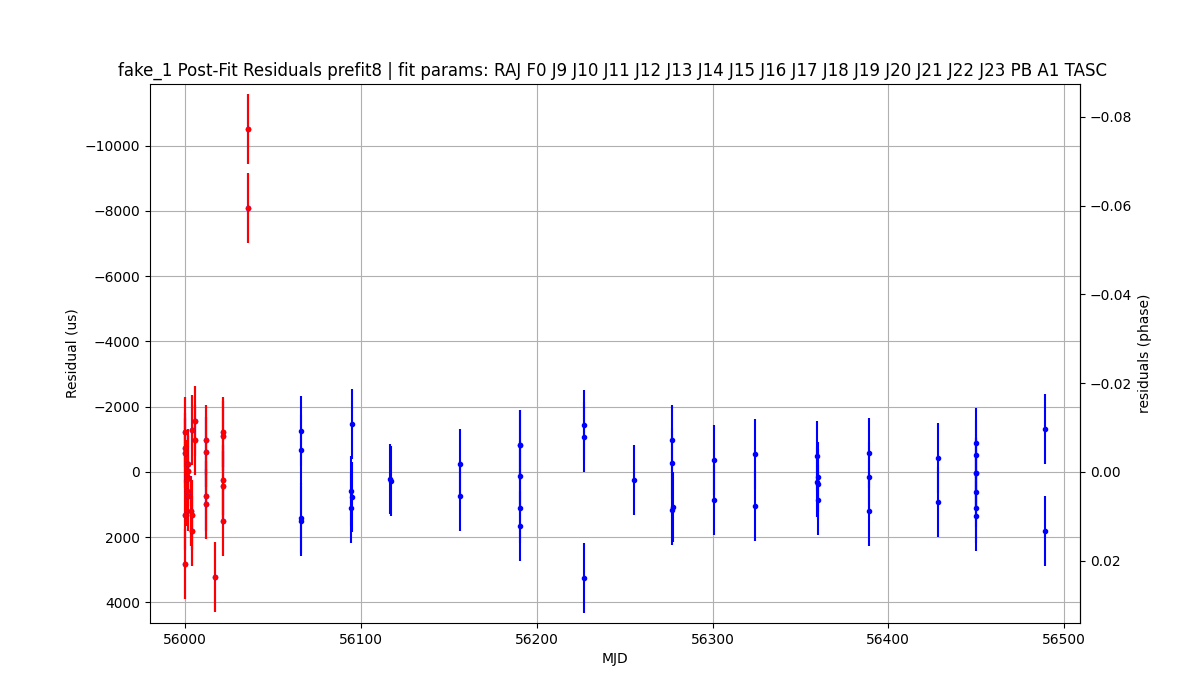 fake_1 Post-Fit Residuals prefit8 | fit params: RAJ F0 J9 J10 J11 J12 J13 J14 J15 J16 J17 J18 J19 J20 J21 J22 J23 PB A1 TASC
−10000
−8000
−6000
−4000
−2000
0
2000
4000
Residual (us)
−0.08
−0.06
−0.04
−0.02
0.00
0.02
residuals (phase)
56000 56100 56200 56300 56400 56500
MJD